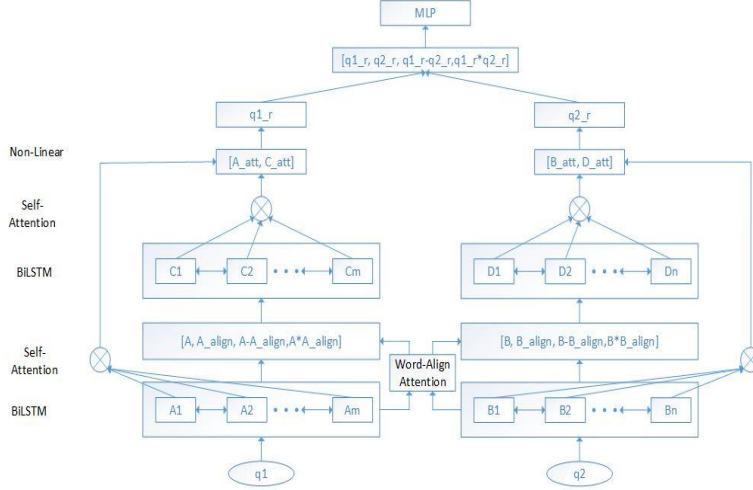 MLP
[q1_r, q2_r, q1_r-q2_r,q1_r*q2_r]
q1_r
q2_r
Non-Linear
[A_att, C_att]
[B_att, D_att]
Self-
Attention
BiLSTM
C1
C2
• • •
Cm
D1
D2
• • •
Dn
[A, A_align, A-A_align,A*A_align]
[B, B_align, B-B_align,B*B_align]
Self-
Attention
Word-Align
Attention
BiLSTM
A1
A2
• • •
Am
B1
B2
• • •
Bn
q1
q2